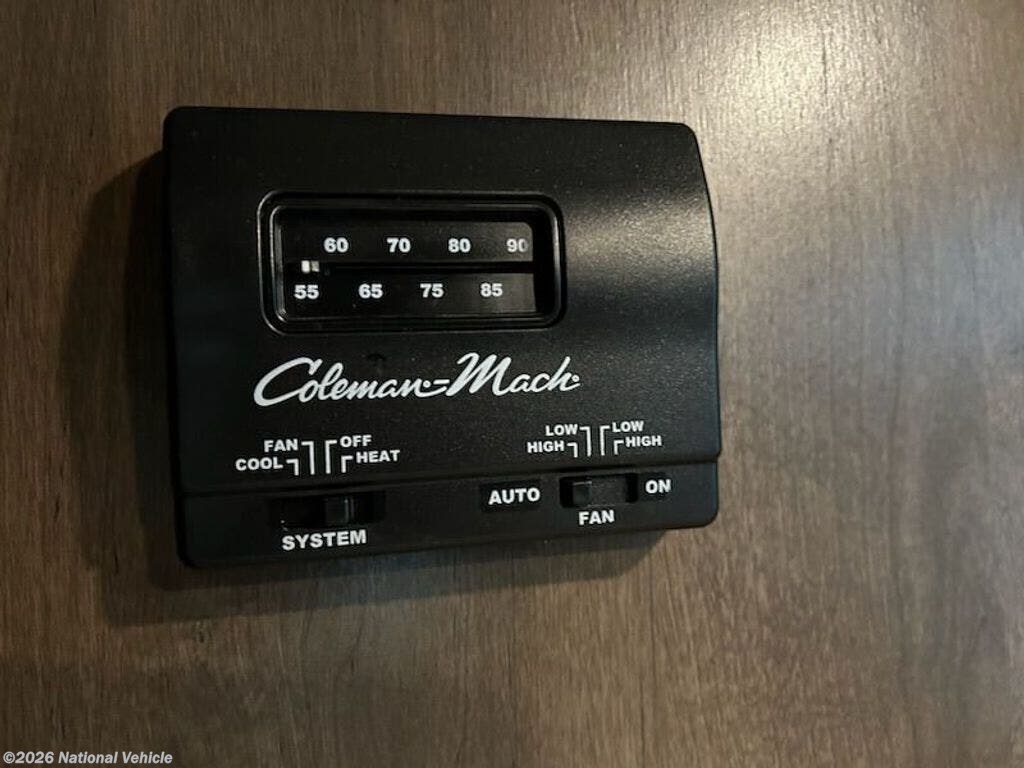 60 70 80 90
55 65 75 85
Coleman-Mach
FAN OFF
COOL HEAT
LOW LOW
HIGH HIGH
AUTO ON
FAN
SYSTEM
©2026 National Vehicle